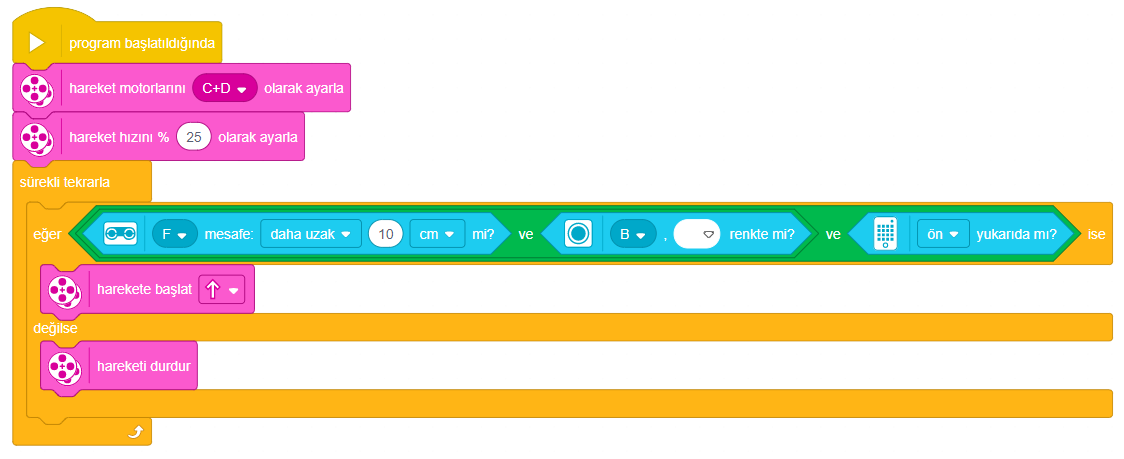 program başlatıldığında
hareket motorlarını C+D olarak ayarla
hareket hızını % 25 olarak ayarla
sürekli tekrarla
eğer F mesafe: daha uzak 10 cm mi? ve B , renkte mi? ve ön yukarıda mı? ise
harekete başlat
değilse
hareketi durdur